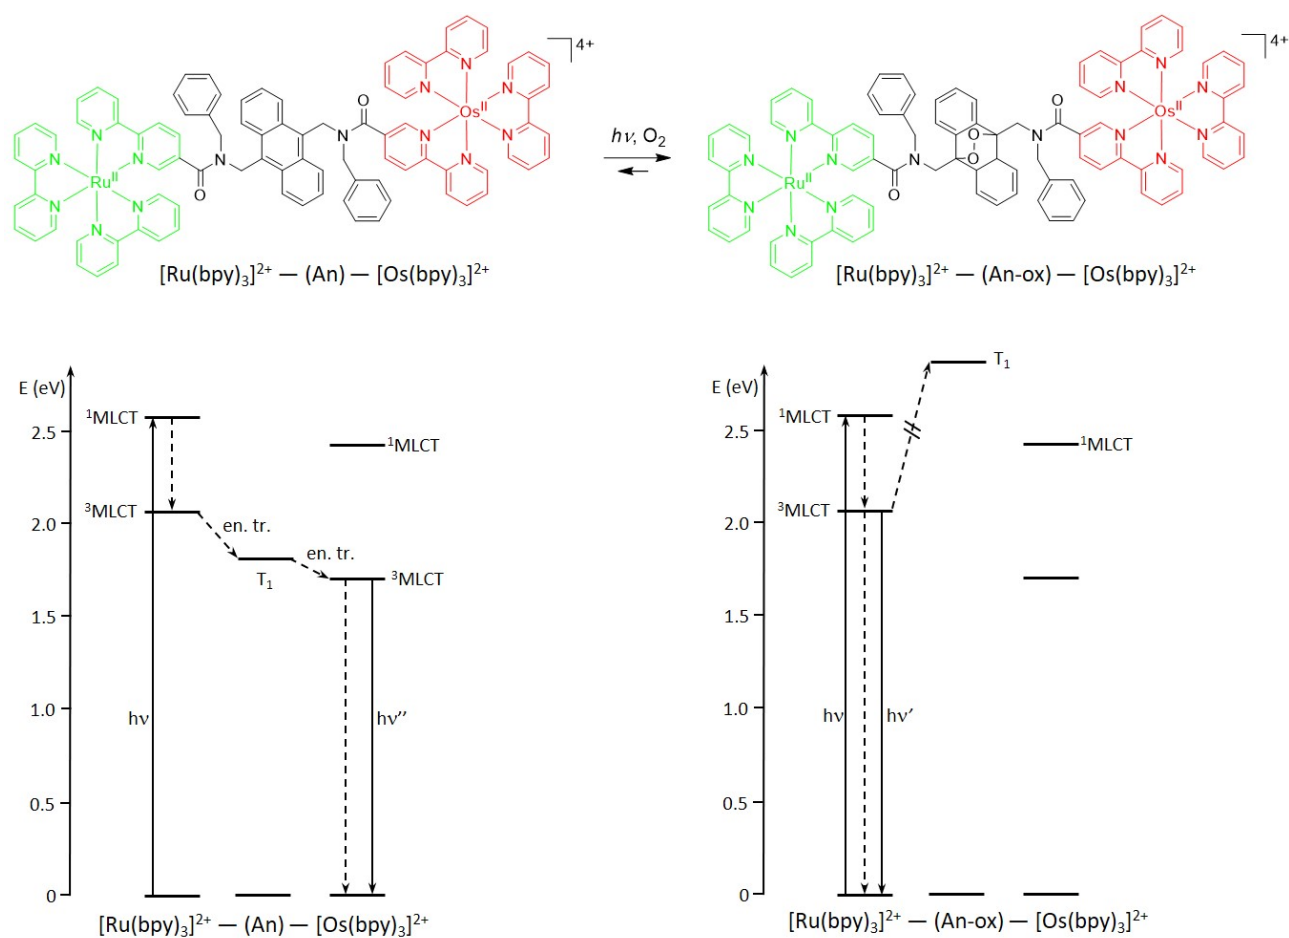 4+
4+
N
N
N
N
N
N
Ru^II
N
O
O
N
N
N
N
N
N
N
Os^II
hν, O₂
N
N
N
N
N
N
Ru^II
N
O
O
O
O
N
N
N
N
N
N
N
Os^II
[Ru(bpy)₃]²⁺ — (An) — [Os(bpy)₃]²⁺
[Ru(bpy)₃]²⁺ — (An-ox) — [Os(bpy)₃]²⁺
E (eV)
2.5
2.0
1.5
1.0
0.5
0
¹MLCT
³MLCT
en. tr.
en. tr.
T₁
¹MLCT
³MLCT
hν
hν′′
[Ru(bpy)₃]²⁺ — (An) — [Os(bpy)₃]²⁺
E (eV)
2.5
2.0
1.5
1.0
0.5
0
¹MLCT
³MLCT
T₁
¹MLCT
hν
hν′
[Ru(bpy)₃]²⁺ — (An-ox) — [Os(bpy)₃]²⁺